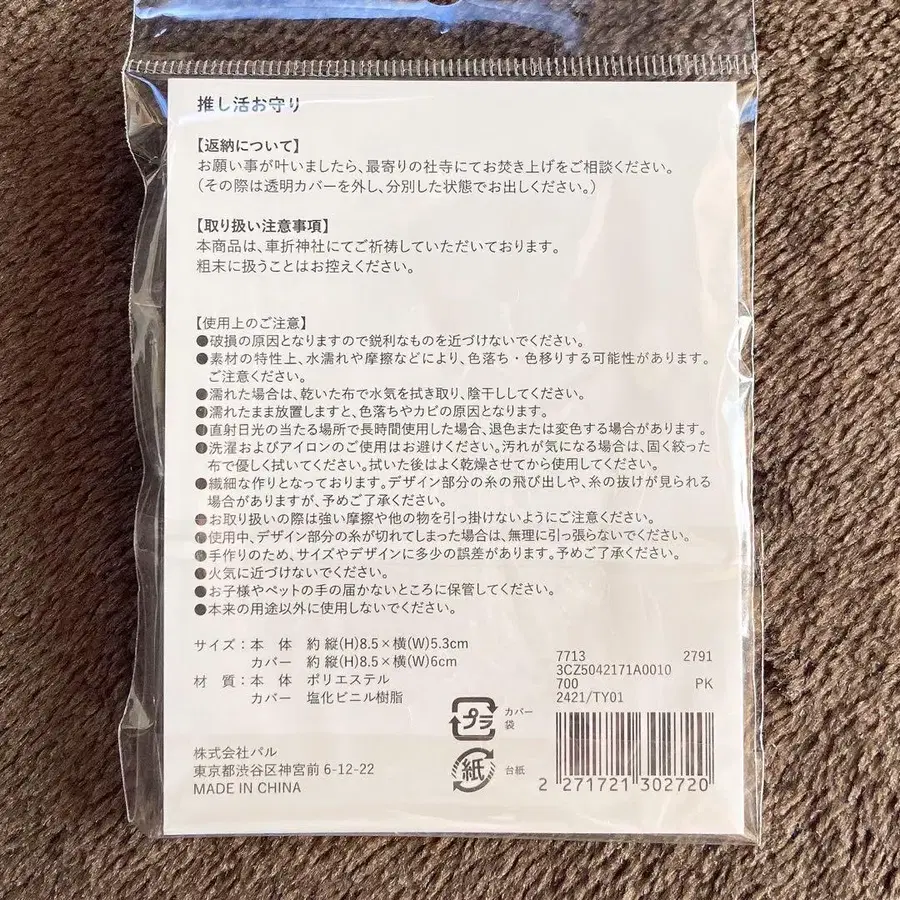 推し活お守り
【返納について】
お願い事が叶いましたら、最寄りの社寺にてお焚き上げをご相談ください。
（その際は透明カバーを外し、分別した状態でお出しください。）
【取り扱い注意事項】
本商品は、車折神社にてご祈祷していただいております。
粗末に扱うことはお控えください。
【使用上のご注意】
●破損の原因となりますので鋭利なものを近づけないでください。
●素材の特性上、水濡れや摩擦などにより、色落ち・色移りする可能性があります。
ご注意ください。
●濡れた場合は、乾いた布で水気を拭き取り、陰干ししてください。
●濡れたまま放置しますと、色落ちやカビの原因となります。
●直射日光の当たる場所で長時間使用した場合、退色または変色する場合があります。
●洗濯およびアイロンのご使用はお避けください。汚れが気になる場合は、固く絞った
布で優しく拭いてください。拭いた後はよく乾燥させてから使用してください。
●繊細な作りとなっております。デザイン部分の糸の飛び出しや、糸の抜けが見られる
場合がありますが、予めご了承ください。
●お取り扱いの際は強い摩擦や他の物を引っ掛けないようにご注意ください。
●使用中、デザイン部分の糸が切れてしまった場合は、無理に引っ張らないでください。
●手作りのため、サイズやデザインに多少の誤差があります。予めご了承ください。
●火気に近づけないでください。
●お子様やペットの手の届かないところに保管してください。
●本来の用途以外に使用しないでください。
サイズ：本 体 約 縦(H)8.5×横(W)5.3cm
カバー 約 縦(H)8.5×横(W)6cm
材 質：本 体 ポリエステル
カバー 塩化ビニル樹脂
株式会社パル
東京都渋谷区神宮前 6-12-22
MADE IN CHINA
プラ カバー
袋
紙 台紙
7713 2791
3CZ5042171A0010
700 PK
2421/TY01
2 271721 302720